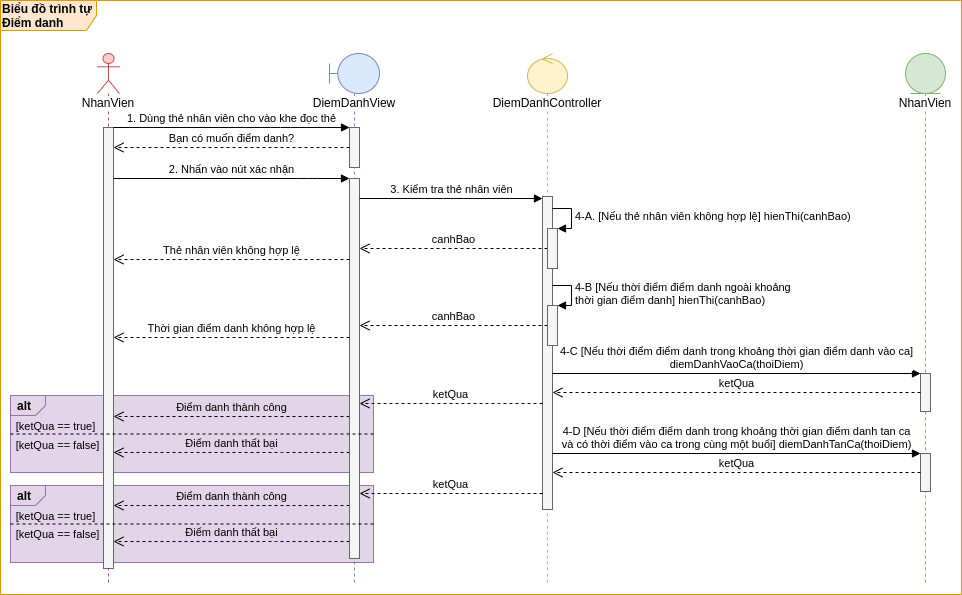 Biểu đồ trình tự
Điểm danh
NhanVien
DiemDanhView
DiemDanhController
NhanVien
1. Dùng thẻ nhân viên cho vào khe đọc thẻ
Bạn có muốn điểm danh?
2. Nhấn vào nút xác nhận
3. Kiểm tra thẻ nhân viên
4-A. [Nếu thẻ nhân viên không hợp lệ] hienThi(canhBao)
canhBao
Thẻ nhân viên không hợp lệ
4-B [Nếu thời điểm điểm danh ngoài khoảng
thời gian điểm danh] hienThi(canhBao)
canhBao
Thời gian điểm danh không hợp lệ
4-C [Nếu thời điểm điểm danh trong khoảng thời gian điểm danh vào ca]
diemDanhVaoCa(thoiDiem)
ketQua
ketQua
alt
Điểm danh thành công
[ketQua == true]
[ketQua == false]
Điểm danh thất bại
4-D [Nếu thời điểm điểm danh trong khoảng thời gian điểm danh tan ca
và có thời điểm vào ca trong cùng một buổi] diemDanhTanCa(thoiDiem)
ketQua
ketQua
alt
Điểm danh thành công
[ketQua == true]
[ketQua == false]
Điểm danh thất bại